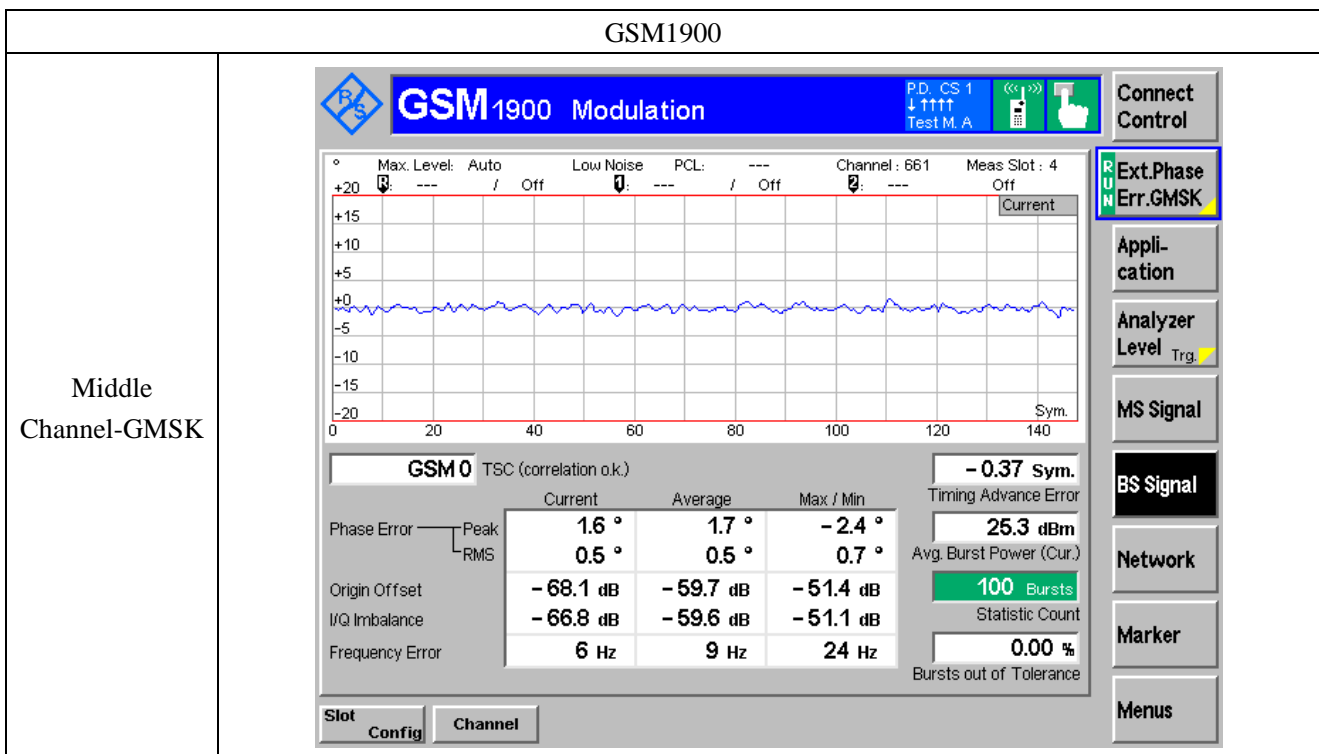 GSM1900
Middle
Channel-GMSK
R/S
GSM 1900 Modulation
P.D. CS 1
↓ ↑↑↑↑
Test M. A
Connect
Control
° Max. Level: Auto Low Noise PCL: --- Channel : 661 Meas Slot : 4
R: --- / Off 1: --- / Off 2: --- Off
Current
+20
+15
+10
+5
+0
-5
-10
-15
-20
Sym.
0 20 40 60 80 100 120 140
GSM 0 TSC (correlation o.k.)
Current Average Max / Min
Phase Error Peak 1.6 ° 1.7 ° - 2.4 °
RMS 0.5 ° 0.5 ° 0.7 °
Origin Offset - 68.1 dB - 59.7 dB - 51.4 dB
I/Q Imbalance - 66.8 dB - 59.6 dB - 51.1 dB
Frequency Error 6 Hz 9 Hz 24 Hz
- 0.37 Sym.
Timing Advance Error
25.3 dBm
Avg. Burst Power (Cur.)
100 Bursts
Statistic Count
0.00 %
Bursts out of Tolerance
RUN
Ext.Phase
Err.GMSK
Appli-
cation
Analyzer
Level Trg.
MS Signal
BS Signal
Network
Marker
Menus
Slot
Config
Channel